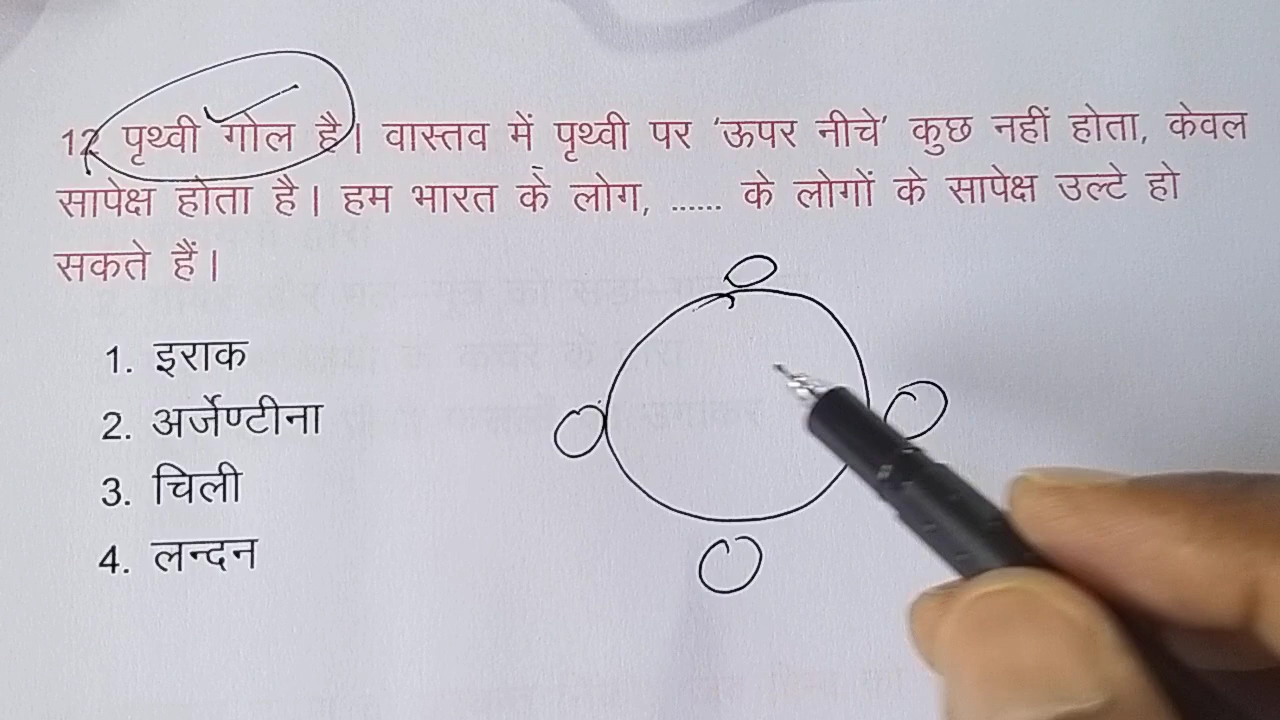 12 पृथ्वी गोल है। वास्तव में पृथ्वी पर 'ऊपर नीचे' कुछ नहीं होता, केवल
सापेक्ष होता है। हम भारत के लोग, ...... के लोगों के सापेक्ष उल्टे हो
सकते हैं।
1. इराक
2. अर्जेण्टीना
3. चिली
4. लन्दन